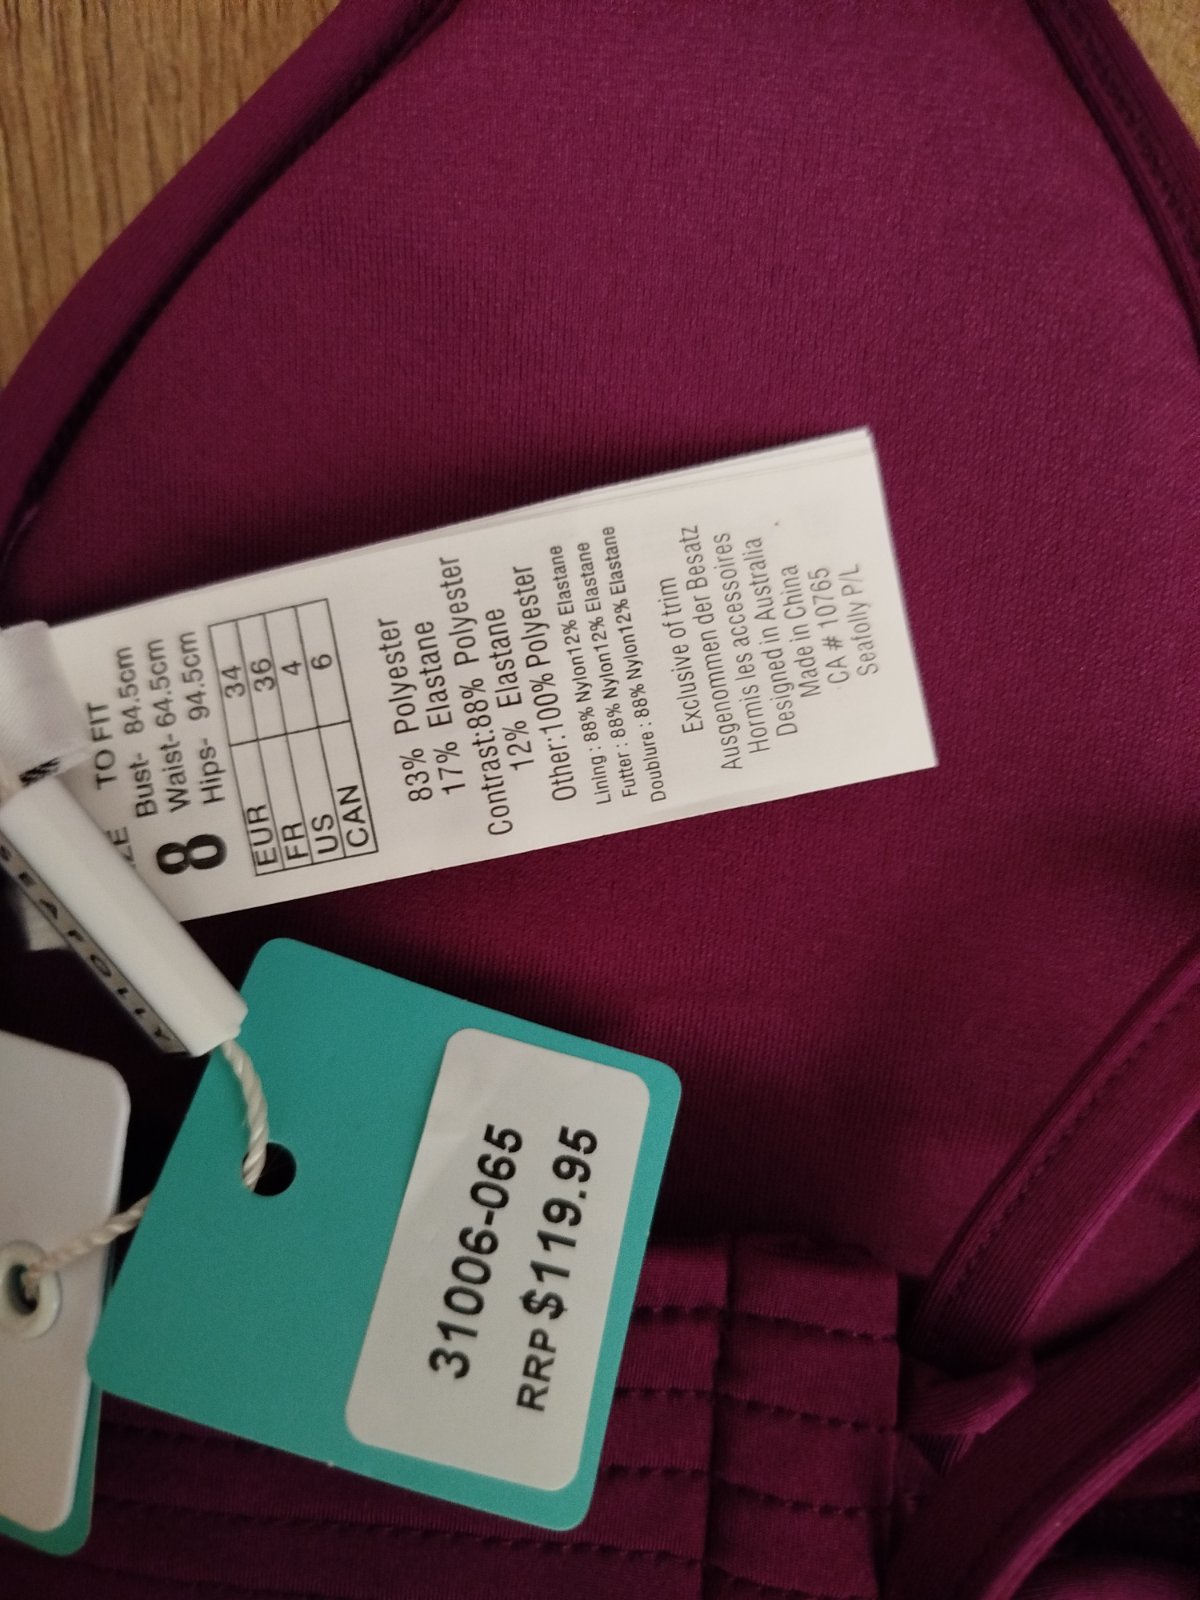 TO FIT
Bust- 84.5cm
8 Waist- 64.5cm
Hips- 94.5cm
EUR 34
FR 36
US 4
CAN 6
83% Polyester
17% Elastane
Contrast:88% Polyester
12% Elastane
Other:100% Polyester
Lining : 88% Nylon12% Elastane
Futter : 88% Nylon12% Elastane
Doublure : 88% Nylon12% Elastane
Exclusive of trim
Ausgenommen der Besatz
Hormis les accessoires
Designed in Australia
Made in China
CA # 10765
Seafolly P/L
SEAFOLLY
31006-065
RRP $119.95